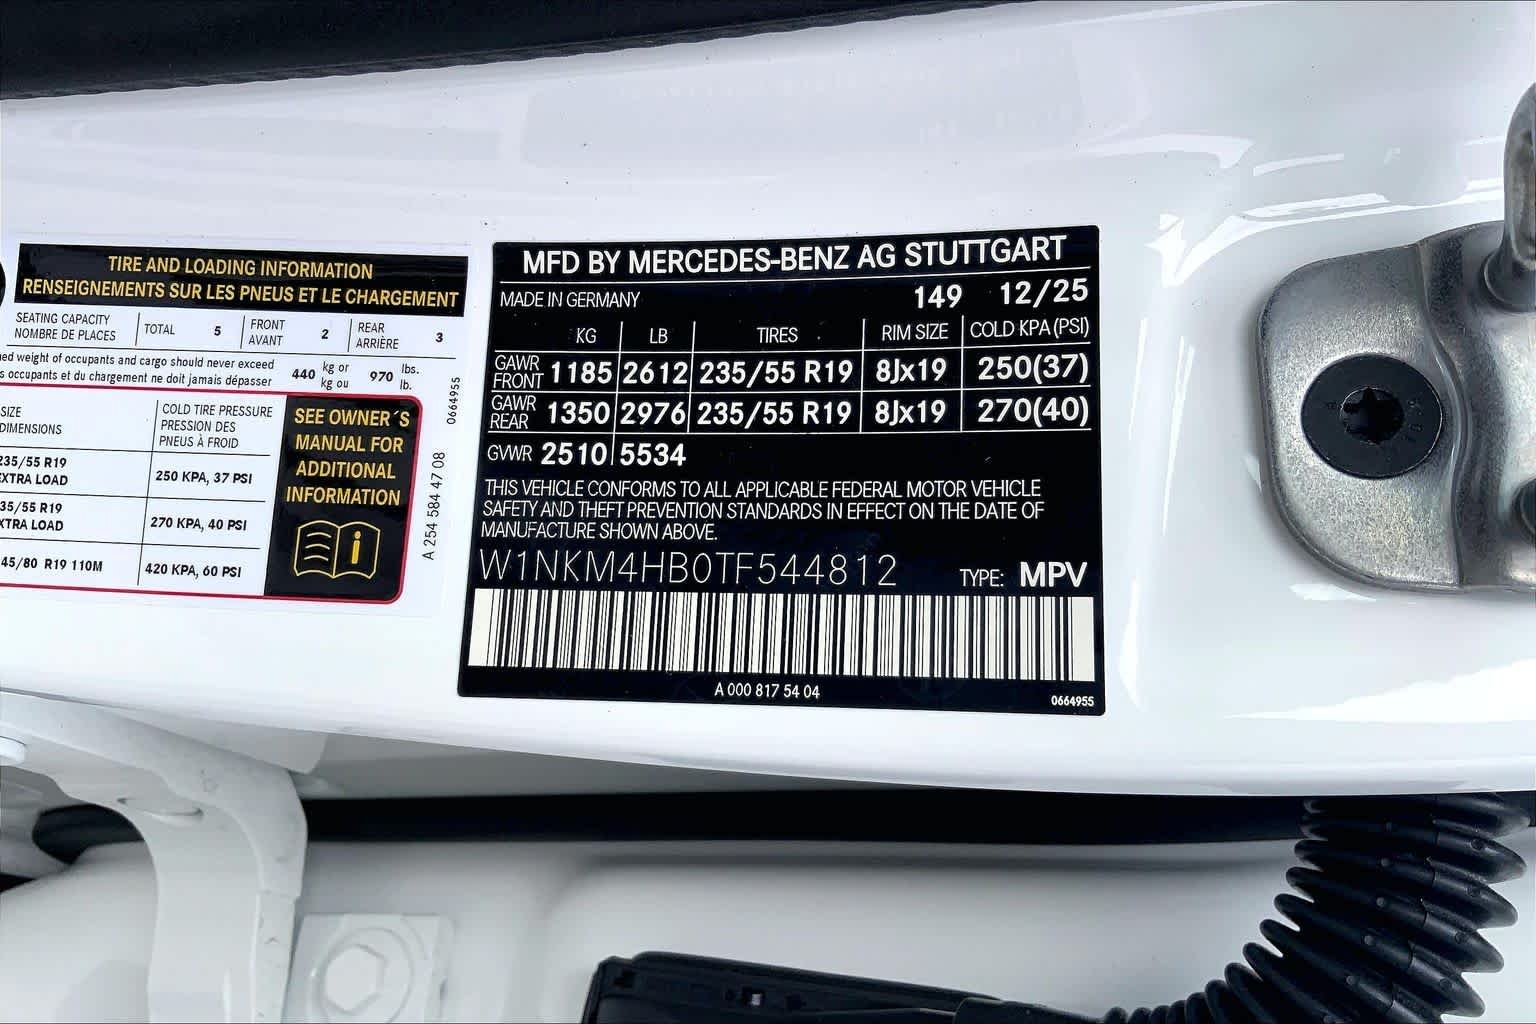 TIRE AND LOADING INFORMATION
RENSEIGNEMENTS SUR LES PNEUS ET LE CHARGEMENT
SEATING CAPACITY
NOMBRE DE PLACES
TOTAL 5
FRONT
AVANT
2
REAR
ARRIÈRE
3
weight of occupants and cargo should never exceed
occupants et du chargement ne doit jamais dépasser
440 kg or
kg ou
970 lbs.
lb.
SIZE
DIMENSIONS
COLD TIRE PRESSURE
PRESSION DES
PNEUS À FROID
235/55 R19
EXTRA LOAD
250 KPA, 37 PSI
35/55 R19
XTRA LOAD
270 KPA, 40 PSI
45/80 R19 110M
420 KPA, 60 PSI
SEE OWNER´S
MANUAL FOR
ADDITIONAL
INFORMATION
i
0664955
A 254 584 47 08
MFD BY MERCEDES-BENZ AG STUTTGART
MADE IN GERMANY 149 12/25
KG LB TIRES RIM SIZE COLD KPA (PSI)
GAWR
FRONT
1185 2612 235/55 R19 8Jx19 250(37)
GAWR
REAR
1350 2976 235/55 R19 8Jx19 270(40)
GVWR 2510 5534
THIS VEHICLE CONFORMS TO ALL APPLICABLE FEDERAL MOTOR VEHICLE
SAFETY AND THEFT PREVENTION STANDARDS IN EFFECT ON THE DATE OF
MANUFACTURE SHOWN ABOVE.
W1NKM4HB0TF544812 TYPE: MPV
A 000 817 54 04
0664955